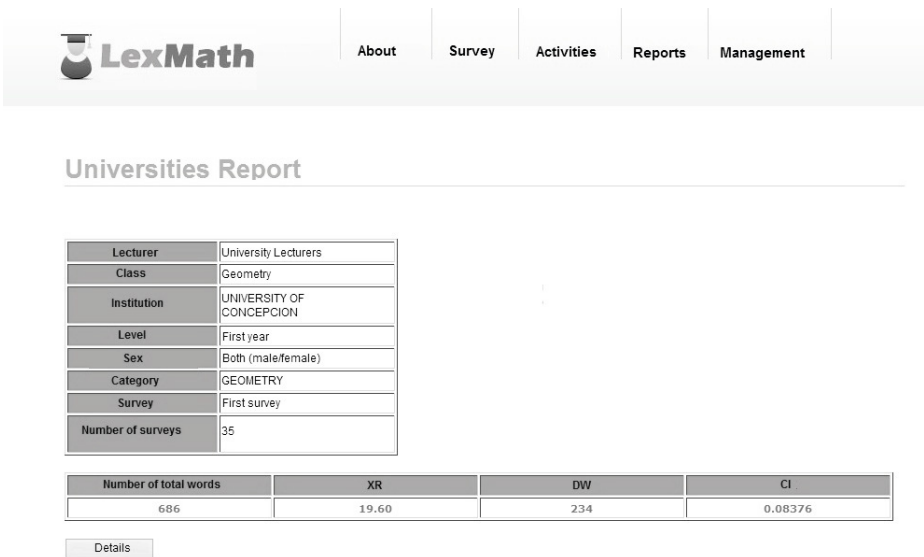 LexMath
About Survey Activities Reports Management
Universities Report
Lecturer University Lecturers
Class Geometry
Institution UNIVERSITY OF
CONCEPCION
Level First year
Sex Both (male/female)
Category GEOMETRY
Survey First survey
Number of surveys 35
Number of total words XR DW CI
686 19.60 234 0.08376
Details